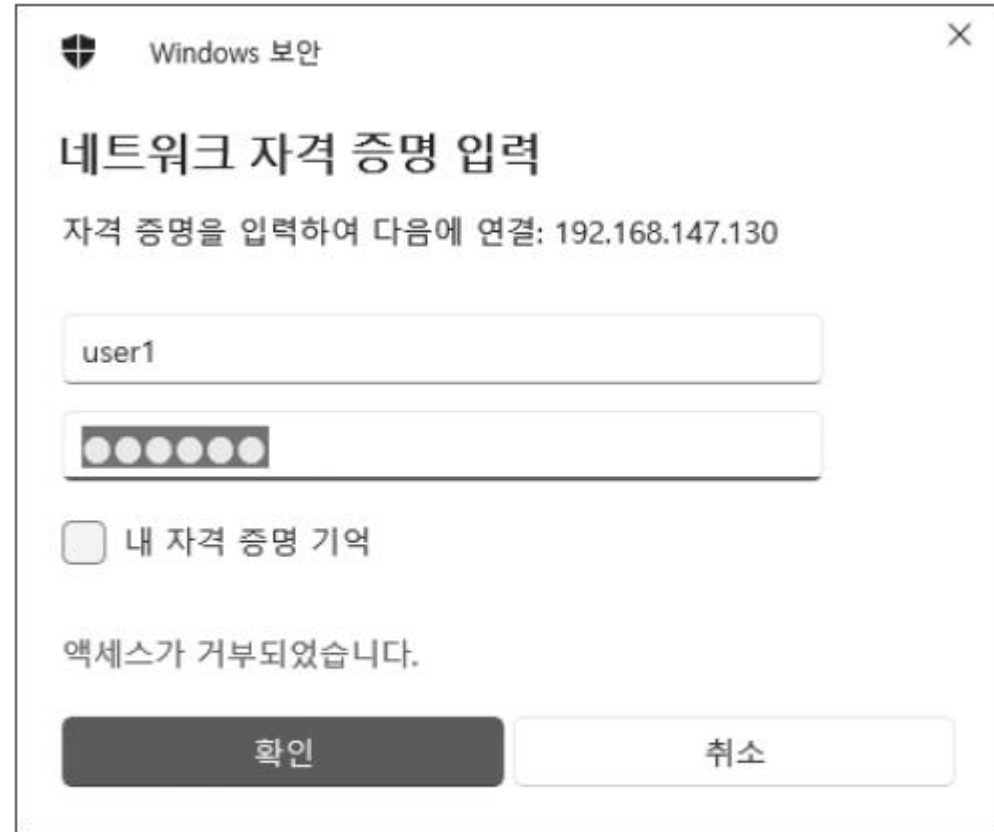 Windows 보안
네트워크 자격 증명 입력
자격 증명을 입력하여 다음에 연결: 192.168.147.130
user1
●●●●●●
내 자격 증명 기억
액세스가 거부되었습니다.
확인
취소